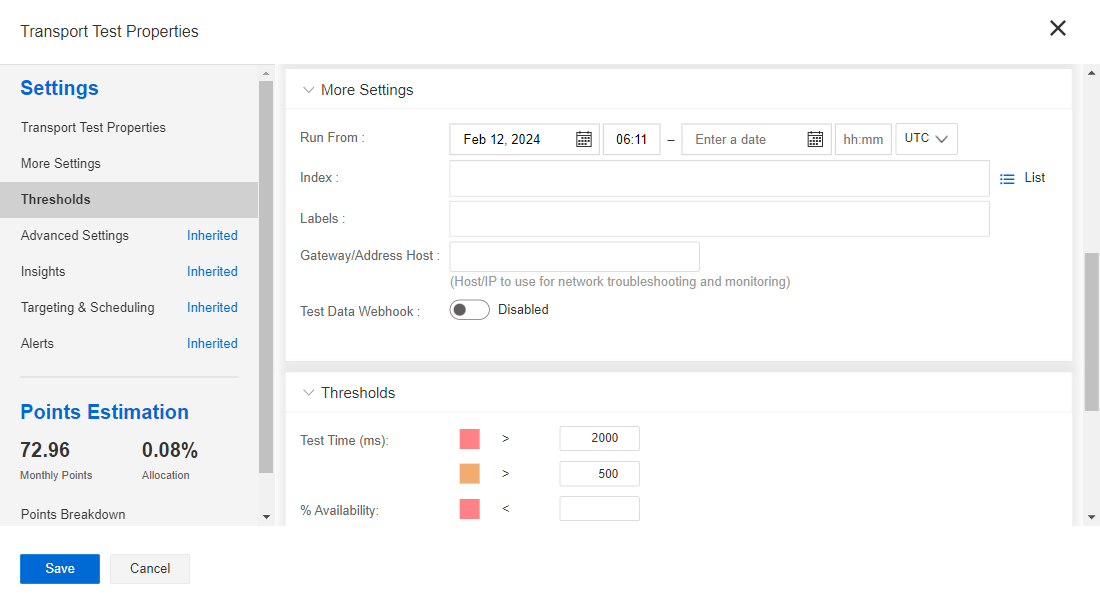 Transport Test Properties
Settings
Transport Test Properties
More Settings
Thresholds
Advanced Settings Inherited
Insights Inherited
Targeting & Scheduling Inherited
Alerts Inherited
Points Estimation
72.96 0.08%
Monthly Points Allocation
Points Breakdown
More Settings
Run From : Feb 12, 2024 06:11 – Enter a date hh:mm UTC
Index : List
Labels :
Gateway/Address Host :
(Host/IP to use for network troubleshooting and monitoring)
Test Data Webhook : Disabled
Thresholds
Test Time (ms): > 2000
> 500
% Availability: <
Save Cancel